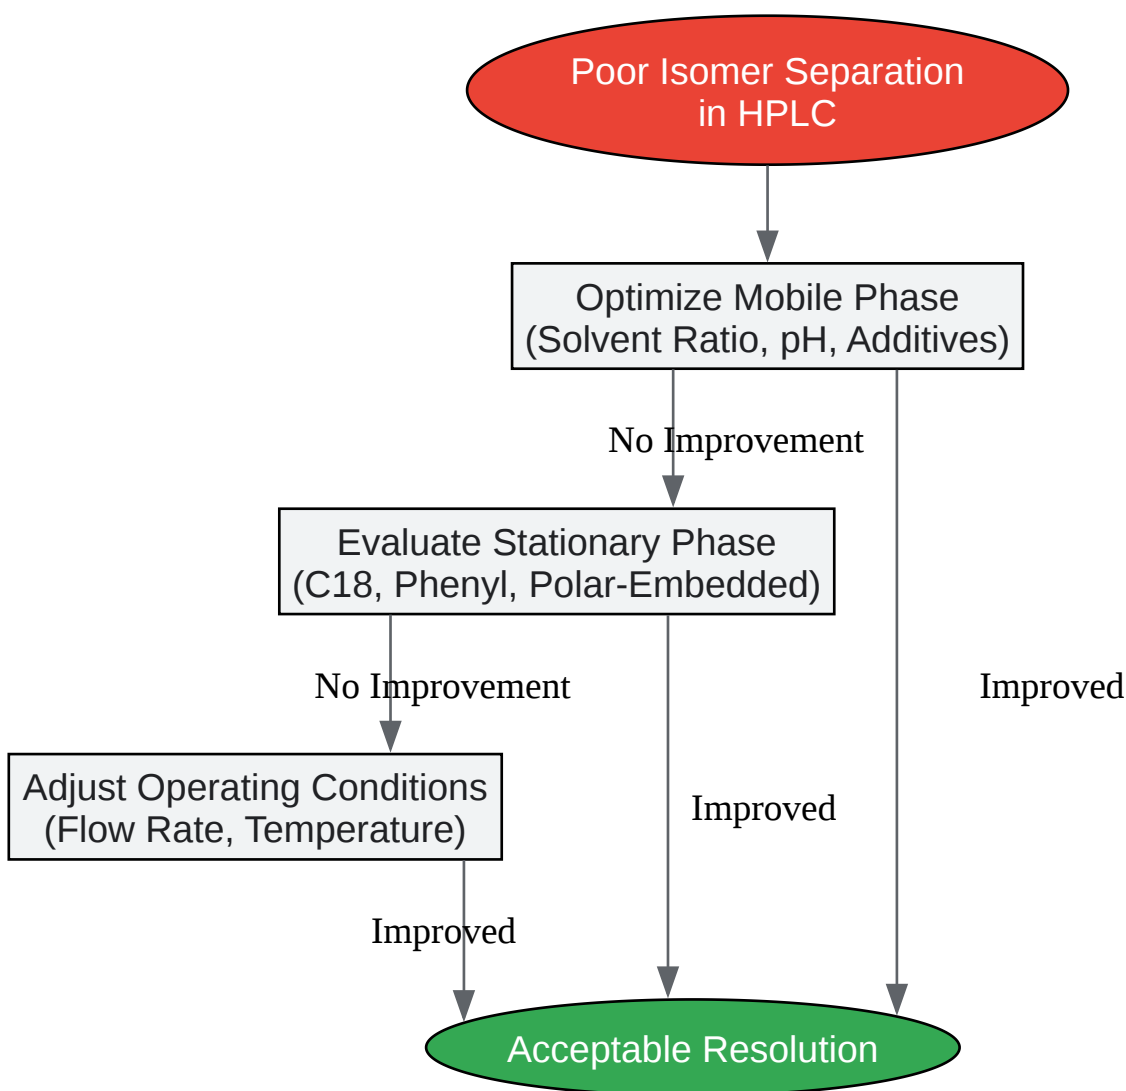 Poor Isomer Separation
in HPLC
Optimize Mobile Phase
(Solvent Ratio, pH, Additives)
No Improvement
Evaluate Stationary Phase
(C18, Phenyl, Polar-Embedded)
No Improvement
Improved
Adjust Operating Conditions
(Flow Rate, Temperature)
Improved
Improved
Acceptable Resolution